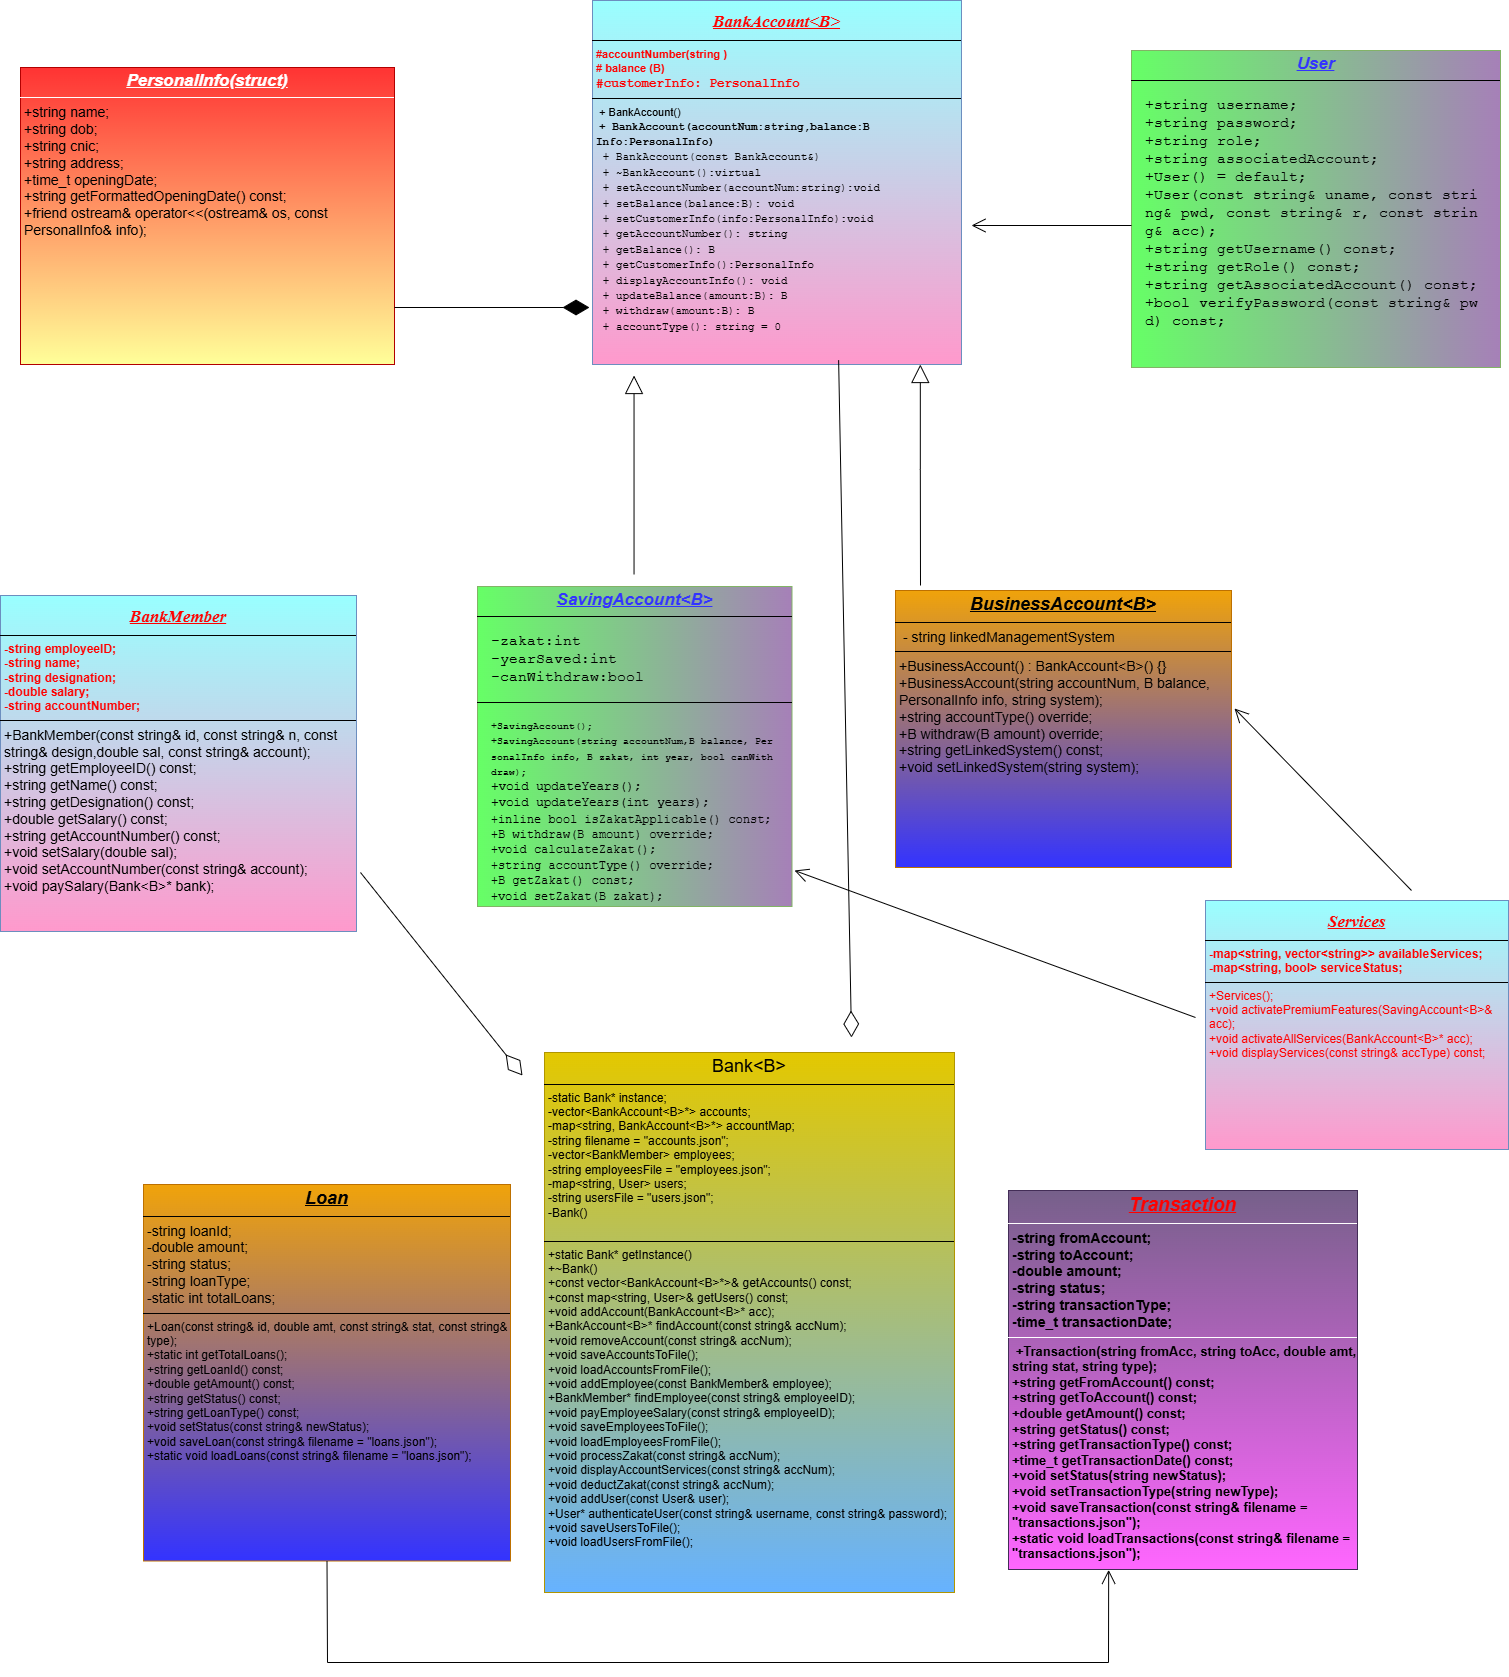 BankAccount<B>
#accountNumber(string )
# balance (B)
#customerInfo: PersonalInfo
+ BankAccount()
+ BankAccount(accountNum:string,balance:B
Info:PersonalInfo)
+ BankAccount(const BankAccount&)
+ ~BankAccount():virtual
+ setAccountNumber(accountNum:string):void
+ setBalance(balance:B): void
+ setCustomerInfo(info:PersonalInfo):void
+ getAccountNumber(): string
+ getBalance(): B
+ getCustomerInfo():PersonalInfo
+ displayAccountInfo(): void
+ updateBalance(amount:B): B
+ withdraw(amount:B): B
+ accountType(): string = 0
PersonalInfo(struct)
+string name;
+string dob;
+string cnic;
+string address;
+time_t openingDate;
+string getFormattedOpeningDate() const;
+friend ostream& operator<<(ostream& os, const
PersonalInfo& info);
User
+string username;
+string password;
+string role;
+string associatedAccount;
+User() = default;
+User(const string& uname, const stri
ng& pwd, const string& r, const strin
g& acc);
+string getUsername() const;
+string getRole() const;
+string getAssociatedAccount() const;
+bool verifyPassword(const string& pw
d) const;
BankMember
-string employeeID;
-string name;
-string designation;
-double salary;
-string accountNumber;
+BankMember(const string& id, const string& n, const
string& design,double sal, const string& account);
+string getEmployeeID() const;
+string getName() const;
+string getDesignation() const;
+double getSalary() const;
+string getAccountNumber() const;
+void setSalary(double sal);
+void setAccountNumber(const string& account);
+void paySalary(Bank<B>* bank);
SavingAccount<B>
-zakat:int
-yearSaved:int
-canWithdraw:bool
+SavingAccount();
+SavingAccount(string accountNum,B balance, Per
sonalInfo info, B zakat, int year, bool canWith
draw);
+void updateYears();
+void updateYears(int years);
+inline bool isZakatApplicable() const;
+B withdraw(B amount) override;
+void calculateZakat();
+string accountType() override;
+B getZakat() const;
+void setZakat(B zakat);
BusinessAccount<B>
- string linkedManagementSystem
+BusinessAccount() : BankAccount<B>() {}
+BusinessAccount(string accountNum, B balance,
PersonalInfo info, string system);
+string accountType() override;
+B withdraw(B amount) override;
+string getLinkedSystem() const;
+void setLinkedSystem(string system);
Services
-map<string, vector<string>> availableServices;
-map<string, bool> serviceStatus;
+Services();
+void activatePremiumFeatures(SavingAccount<B>&
acc);
+void activateAllServices(BankAccount<B>* acc);
+void displayServices(const string& accType) const;
Bank<B>
-static Bank* instance;
-vector<BankAccount<B>*> accounts;
-map<string, BankAccount<B>*> accountMap;
-string filename = "accounts.json";
-vector<BankMember> employees;
-string employeesFile = "employees.json";
-map<string, User> users;
-string usersFile = "users.json";
-Bank()
+static Bank* getInstance()
+~Bank()
+const vector<BankAccount<B>*>& getAccounts() const;
+const map<string, User>& getUsers() const;
+void addAccount(BankAccount<B>* acc);
+BankAccount<B>* findAccount(const string& accNum);
+void removeAccount(const string& accNum);
+void saveAccountsToFile();
+void loadAccountsFromFile();
+void addEmployee(const BankMember& employee);
+BankMember* findEmployee(const string& employeeID);
+void payEmployeeSalary(const string& employeeID);
+void saveEmployeesToFile();
+void loadEmployeesFromFile();
+void processZakat(const string& accNum);
+void displayAccountServices(const string& accNum);
+void deductZakat(const string& accNum);
+void addUser(const User& user);
+User* authenticateUser(const string& username, const string& password);
+void saveUsersToFile();
+void loadUsersFromFile();
Loan
-string loanId;
-double amount;
-string status;
-string loanType;
-static int totalLoans;
+Loan(const string& id, double amt, const string& stat, const string&
type);
+static int getTotalLoans();
+string getLoanId() const;
+double getAmount() const;
+string getStatus() const;
+string getLoanType() const;
+void setStatus(const string& newStatus);
+void saveLoan(const string& filename = "loans.json");
+static void loadLoans(const string& filename = "loans.json");
Transaction
-string fromAccount;
-string toAccount;
-double amount;
-string status;
-string transactionType;
-time_t transactionDate;
+Transaction(string fromAcc, string toAcc, double amt,
string stat, string type);
+string getFromAccount() const;
+string getToAccount() const;
+double getAmount() const;
+string getStatus() const;
+string getTransactionType() const;
+time_t getTransactionDate() const;
+void setStatus(string newStatus);
+void setTransactionType(string newType);
+void saveTransaction(const string& filename =
"transactions.json");
+static void loadTransactions(const string& filename =
"transactions.json");